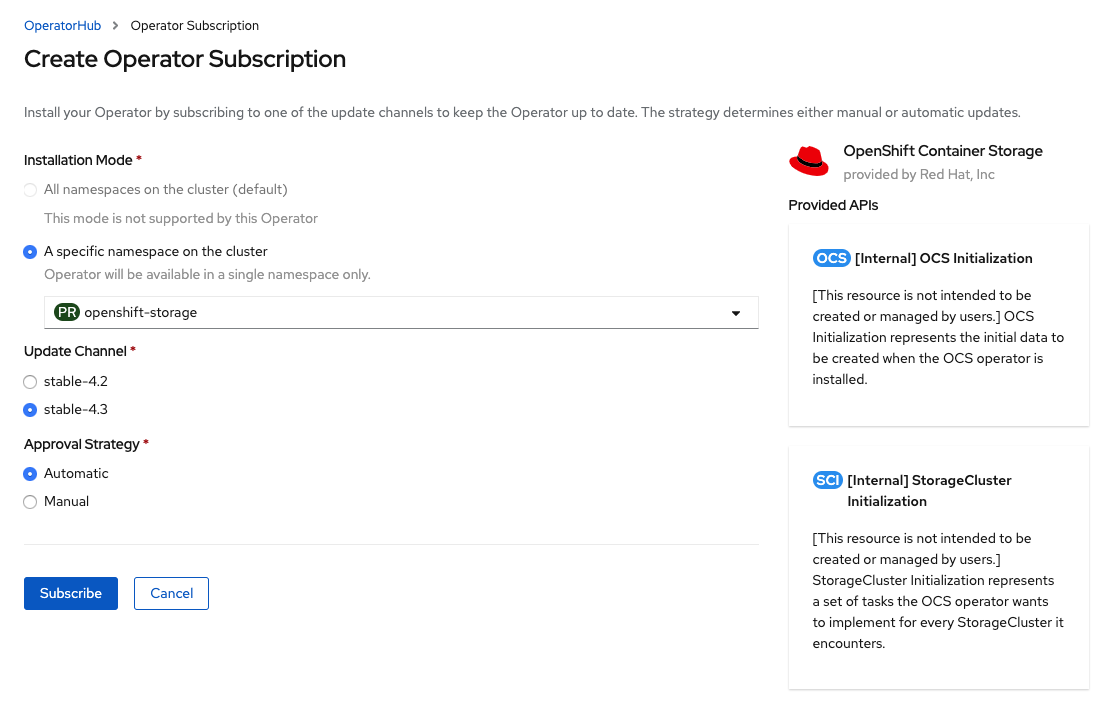 OperatorHub > Operator Subscription
Create Operator Subscription
Install your Operator by subscribing to one of the update channels to keep the Operator up to date. The strategy determines either manual or automatic updates.
Installation Mode *
All namespaces on the cluster (default)
This mode is not supported by this Operator
A specific namespace on the cluster
Operator will be available in a single namespace only.
PR openshift-storage
Update Channel *
stable-4.2
stable-4.3
Approval Strategy *
Automatic
Manual
Subscribe
Cancel
OpenShift Container Storage
provided by Red Hat, Inc
Provided APIs
OCS [Internal] OCS Initialization
[This resource is not intended to be
created or managed by users.] OCS
Initialization represents the initial data to
be created when the OCS operator is
installed.
SCI [Internal] StorageCluster
Initialization
[This resource is not intended to be
created or managed by users.]
StorageCluster Initialization represents
a set of tasks the OCS operator wants
to implement for every StorageCluster it
encounters.